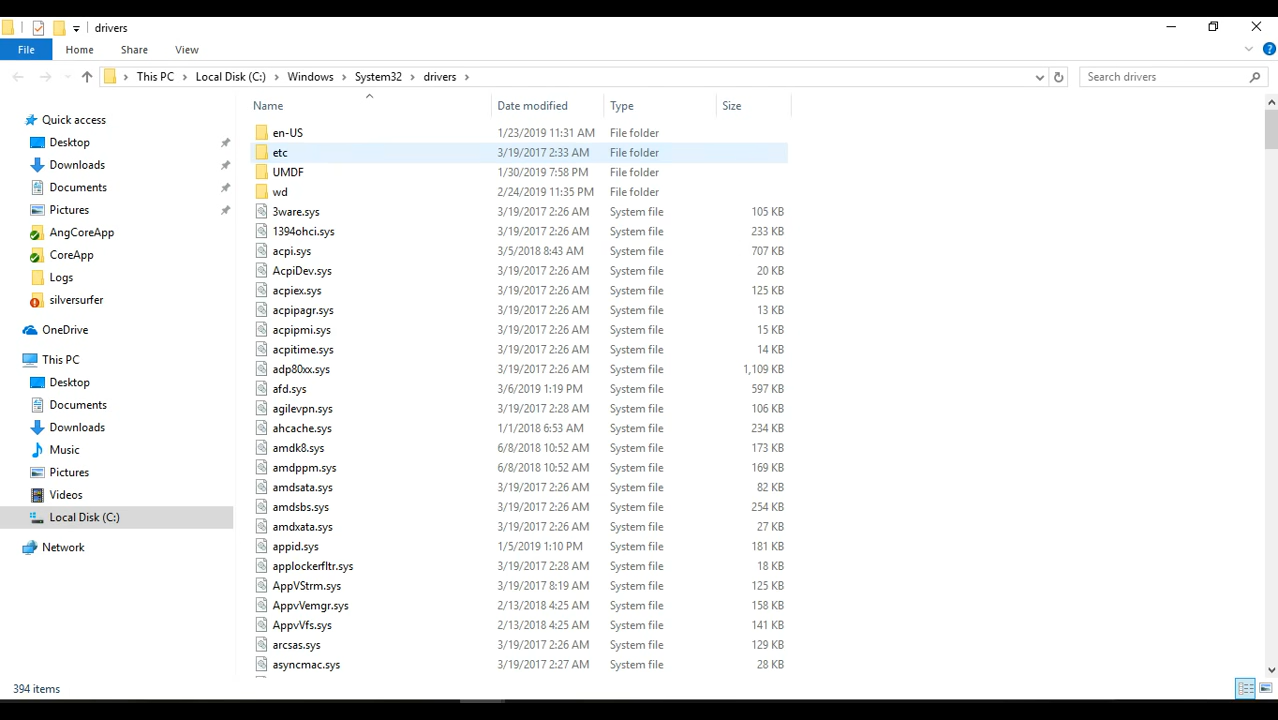 drivers
File Home Share View
This PC Local Disk (C:) Windows System32 drivers Search drivers
Name Date modified Type Size
Quick access
Desktop
Downloads
Documents
Pictures
AngCoreApp
CoreApp
Logs
silversurfer
OneDrive
This PC
Desktop
Documents
Downloads
Music
Pictures
Videos
Local Disk (C:)
Network
en-US 1/23/2019 11:31 AM File folder
etc 3/19/2017 2:33 AM File folder
UMDF 1/30/2019 7:58 PM File folder
wd 2/24/2019 11:35 PM File folder
3ware.sys 3/19/2017 2:26 AM System file 105 KB
1394ohci.sys 3/19/2017 2:26 AM System file 233 KB
acpi.sys 3/5/2018 8:43 AM System file 707 KB
AcpiDev.sys 3/19/2017 2:26 AM System file 20 KB
acpiex.sys 3/19/2017 2:26 AM System file 125 KB
acpipagr.sys 3/19/2017 2:26 AM System file 13 KB
acpipmi.sys 3/19/2017 2:26 AM System file 15 KB
acpitime.sys 3/19/2017 2:26 AM System file 14 KB
adp80xx.sys 3/19/2017 2:26 AM System file 1,109 KB
afd.sys 3/6/2019 1:19 PM System file 597 KB
agilevpn.sys 3/19/2017 2:28 AM System file 106 KB
ahcache.sys 1/1/2018 6:53 AM System file 234 KB
amdk8.sys 6/8/2018 10:52 AM System file 173 KB
amdppm.sys 6/8/2018 10:52 AM System file 169 KB
amdsata.sys 3/19/2017 2:26 AM System file 82 KB
amdsbs.sys 3/19/2017 2:26 AM System file 254 KB
amdxata.sys 3/19/2017 2:26 AM System file 27 KB
appid.sys 1/5/2019 1:10 PM System file 181 KB
applockerfltr.sys 3/19/2017 2:28 AM System file 18 KB
AppVStrm.sys 3/19/2017 8:19 AM System file 125 KB
AppvVemgr.sys 2/13/2018 4:25 AM System file 158 KB
AppvVfs.sys 2/13/2018 4:25 AM System file 141 KB
arcsas.sys 3/19/2017 2:26 AM System file 129 KB
asyncmac.sys 3/19/2017 2:27 AM System file 28 KB
394 items